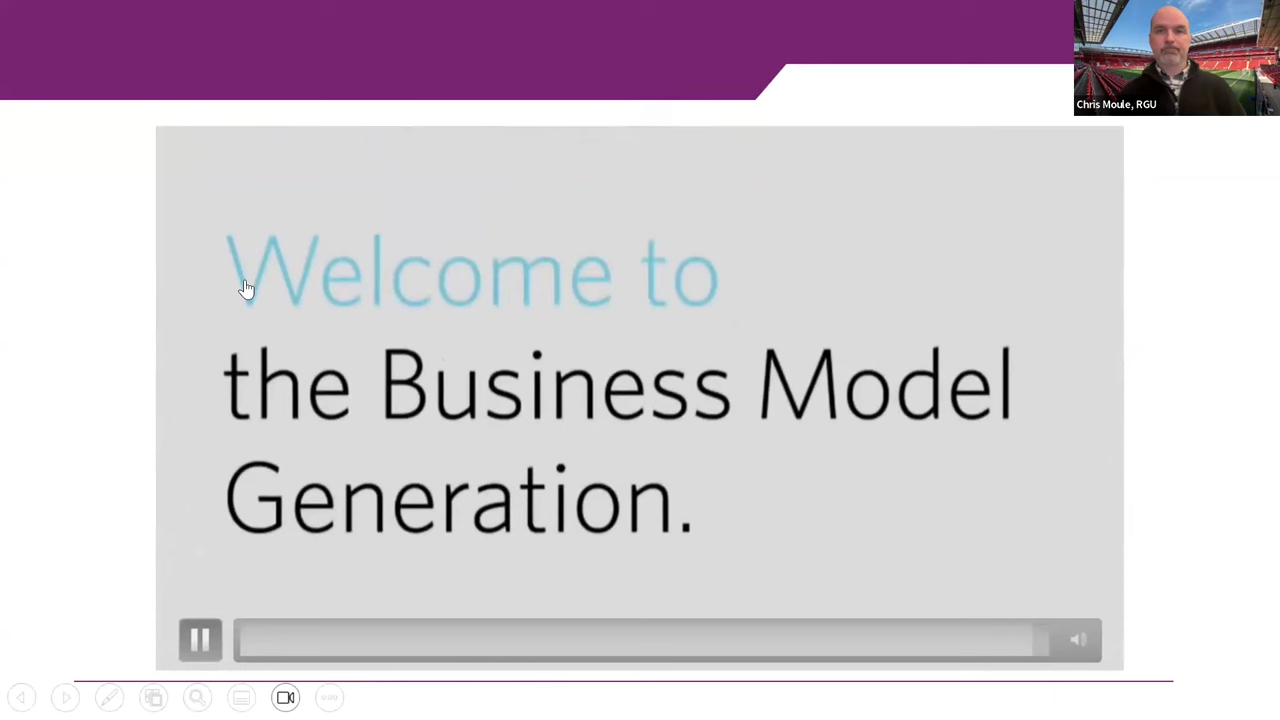 Chris Moule, RGU
Welcome to
the Business Model
Generation.